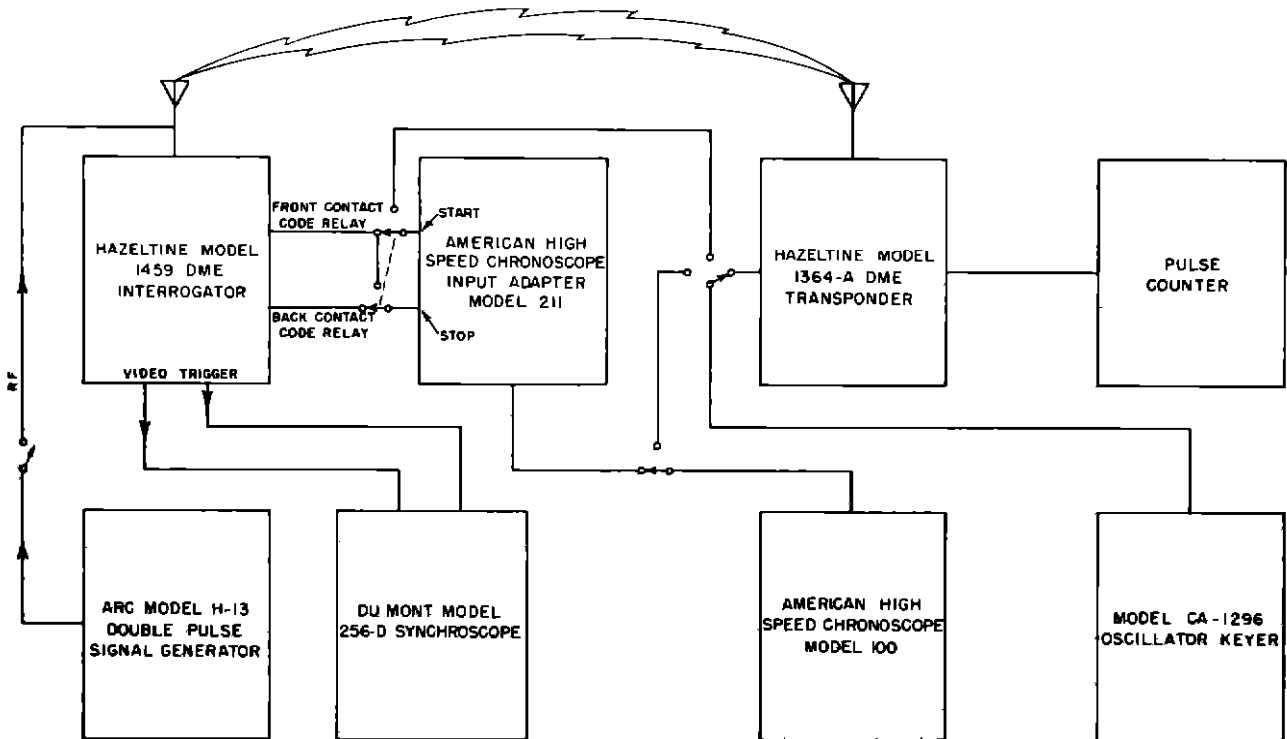 HAZELTINE MODEL
1459 DME
INTERROGATOR
FRONT CONTACT
CODE RELAY
BACK CONTACT
CODE RELAY
VIDEO TRIGGER
START
AMERICAN HIGH
SPEED CHRONOSCOPE
INPUT ADAPTER
MODEL 211
STOP
HAZELTINE MODEL
1364-A DME
TRANSPONDER
PULSE
COUNTER
RF
ARC MODEL H-13
DOUBLE PULSE
SIGNAL GENERATOR
DU MONT MODEL
256-D SYNCHROSCOPE
AMERICAN HIGH
SPEED CHRONOSCOPE
MODEL 100
MODEL CA-1296
OSCILLATOR KEYER